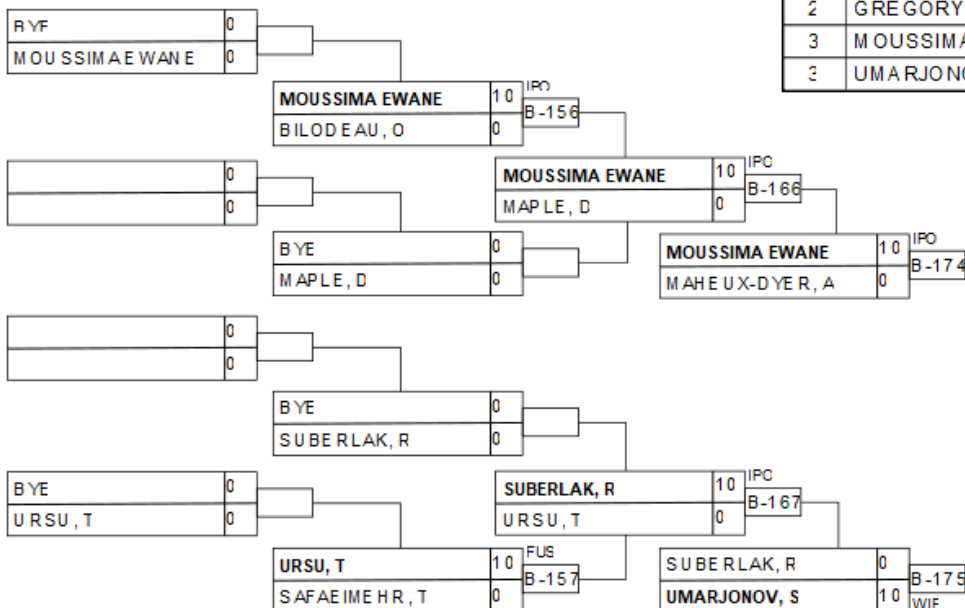 2 GREGORY
3 MOUSSIMA
3 UMARJONO
BYE 0
MOUSSIMA EWANE 0
MOUSSIMA EWANE 10 IPO
BILODEAU, O 0 B-156
0
0
MOUSSIMA EWANE 10 IPO
MAPLE, D 0 B-166
BYE 0
MAPLE, D 0
MOUSSIMA EWANE 10 IPO
MAHEUX-DYER, A 0 B-174
0
0
BYE 0
SUBERLAK, R 0
BYE 0
URSU, T 0
SUBERLAK, R 10 IPO
URSU, T 0 B-167
URSU, T 10 FUS
SAFAEIMEHR, T 0 B-157
SUBERLAK, R 0 B-175
UMARJONOV, S 10